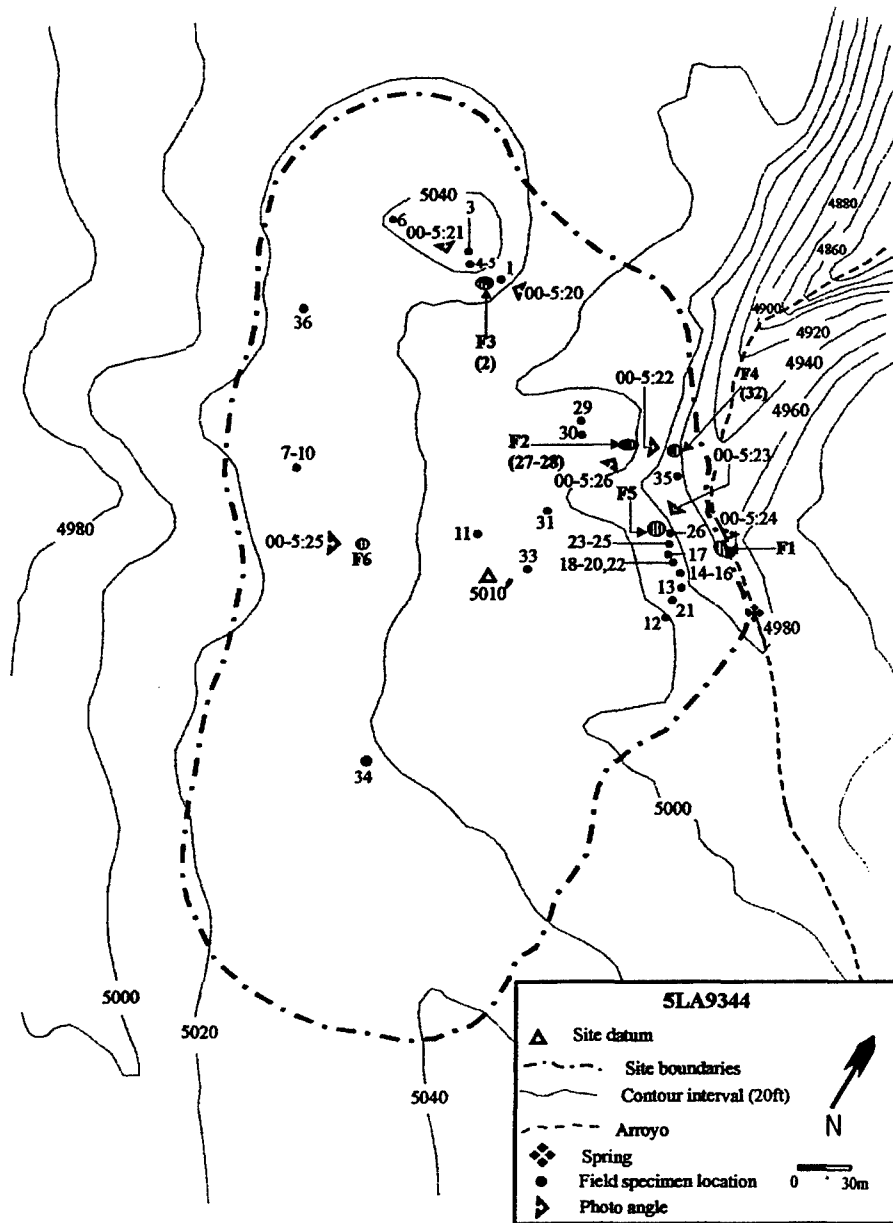 4880
5040
3
6
00-5:21
4860
4-5
1
00-5:20
4900
36
4920
F3
(2)
F4
(32)
4940
00-5:22
4960
29
30
F2
(27-28)
00-5:23
7-10
00-5:26
35
F5
4980
31
00-5:24
00-5:25
F6
11
26
F1
23-25
17
33
18-20,22
14-16
5010
13
21
12
4980
34
5000
5000
5020
5040
5LA9344
Site datum
Site boundaries
Contour interval (20ft)
Arroyo
N
Spring
Field specimen location
0 30m
Photo angle